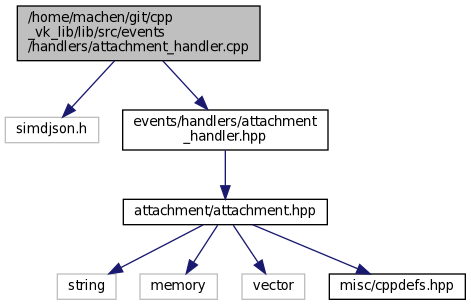 /home/machen/git/cpp
_vk_lib/lib/src/events
/handlers/attachment_handler.cpp
simdjson.h
events/handlers/attachment
_handler.hpp
attachment/attachment.hpp
string
memory
vector
misc/cppdefs.hpp